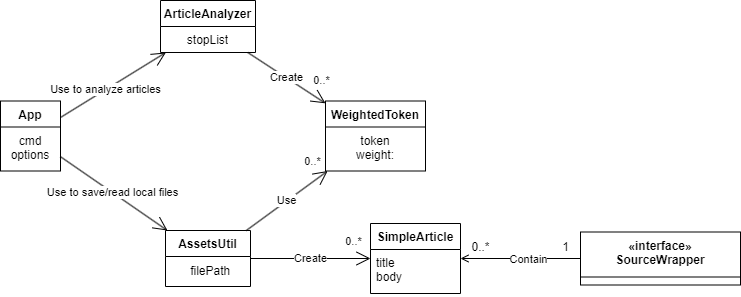 ArticleAnalyzer
stopList
Use to analyze articles
Create
0..*
App
cmd
options
WeightedToken
token
weight:
0..*
Use to save/read local files
Use
AssetsUtil
filePath
Create
0..*
SimpleArticle
title
body
0..*
Contain
1
«interface»
SourceWrapper